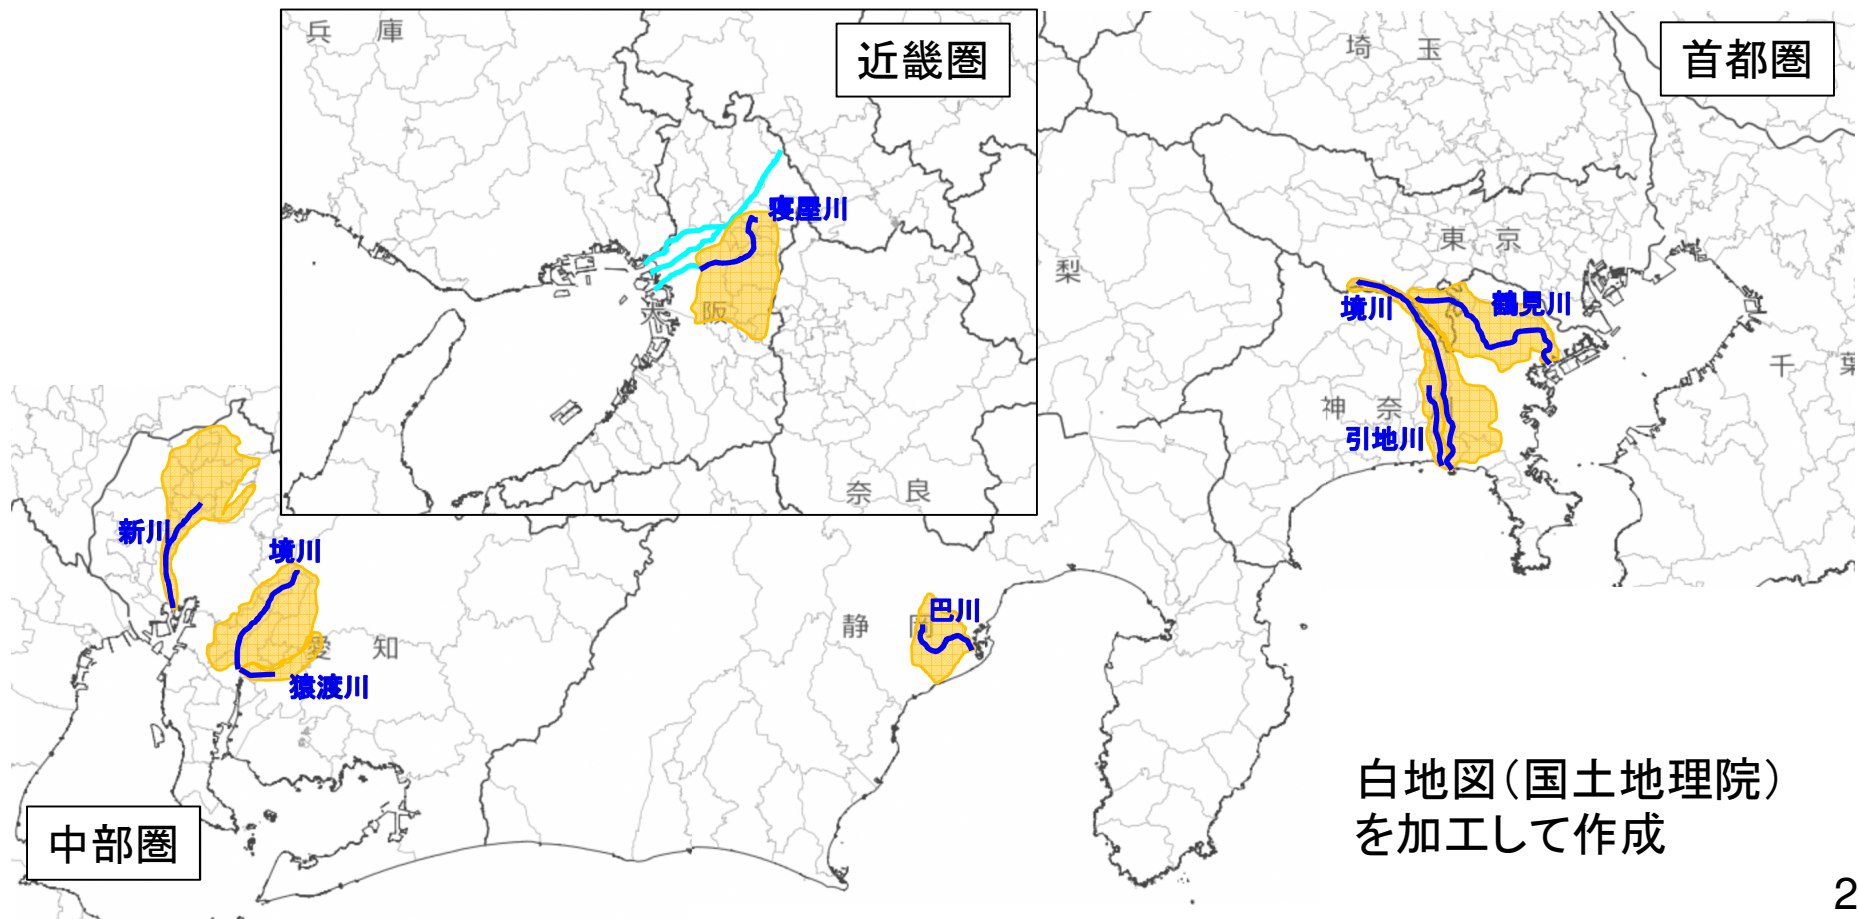 兵 庫
近畿圏
寝屋川
大 阪
奈 良
首都圏
埼 玉
東 京
梨
境川
鶴見川
千 葉
神 奈
引地川
新川
境川
愛 知
猿渡川
中部圏
静 岡
巴川
白地図(国土地理院)
を加工して作成
2